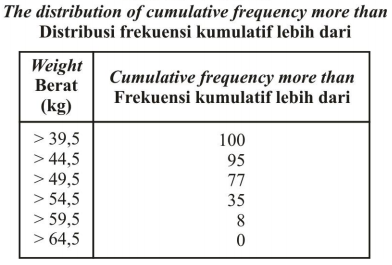 The distribution of cumulative frequency more than
Distribusi frekuensi kumulatif lebih dari
Weight
Berat
(kg)
Cumulative frequency more than
Frekuensi kumulatif lebih dari
> 39,5 100
> 44,5 95
> 49,5 77
> 54,5 35
> 59,5 8
> 64,5 0